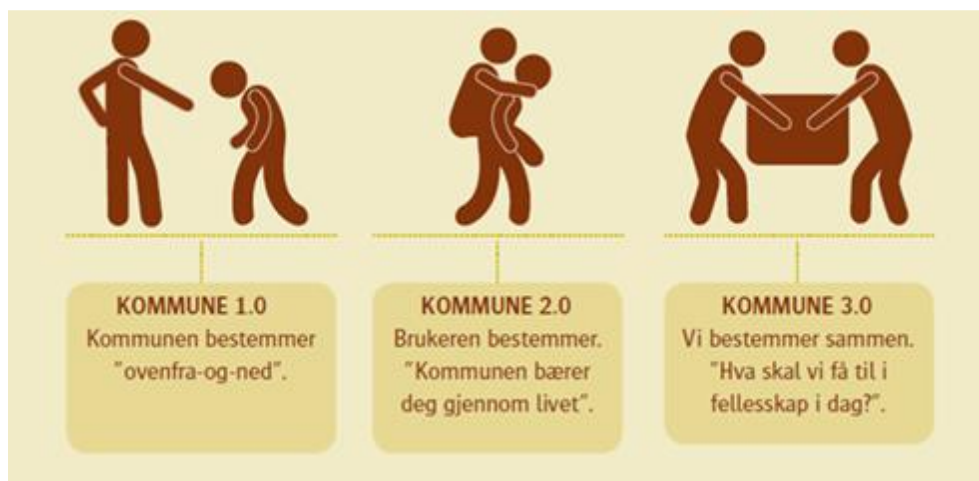 KOMMUNE 1.0
Kommunen bestemmer
"ovenfra-og-ned".
KOMMUNE 2.0
Brukeren bestemmer.
"Kommunen bærer
deg gjennom livet".
KOMMUNE 3.0
Vi bestemmer sammen.
"Hva skal vi få til i
fellesskap i dag?".